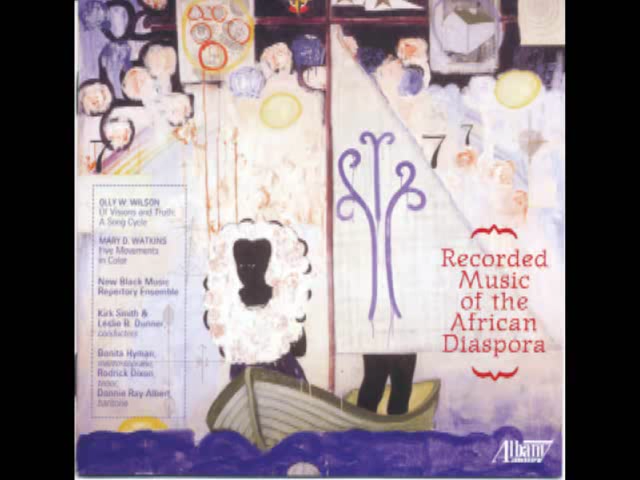 OLLY W. WILSON
Of Visions and Truth:
A Song Cycle
MARY D. WATKINS
Five Movements
in Color
New Black Music
Repertory Ensemble
Kirk Smith &
Leslie B. Dunner,
conductors
Bonita Hyman,
mezzo-soprano;
Rodrick Dixon,
tenor;
Donnie Ray Albert,
baritone
7 7
{
Recorded
Music
of the
African
Diaspora
}
Albany